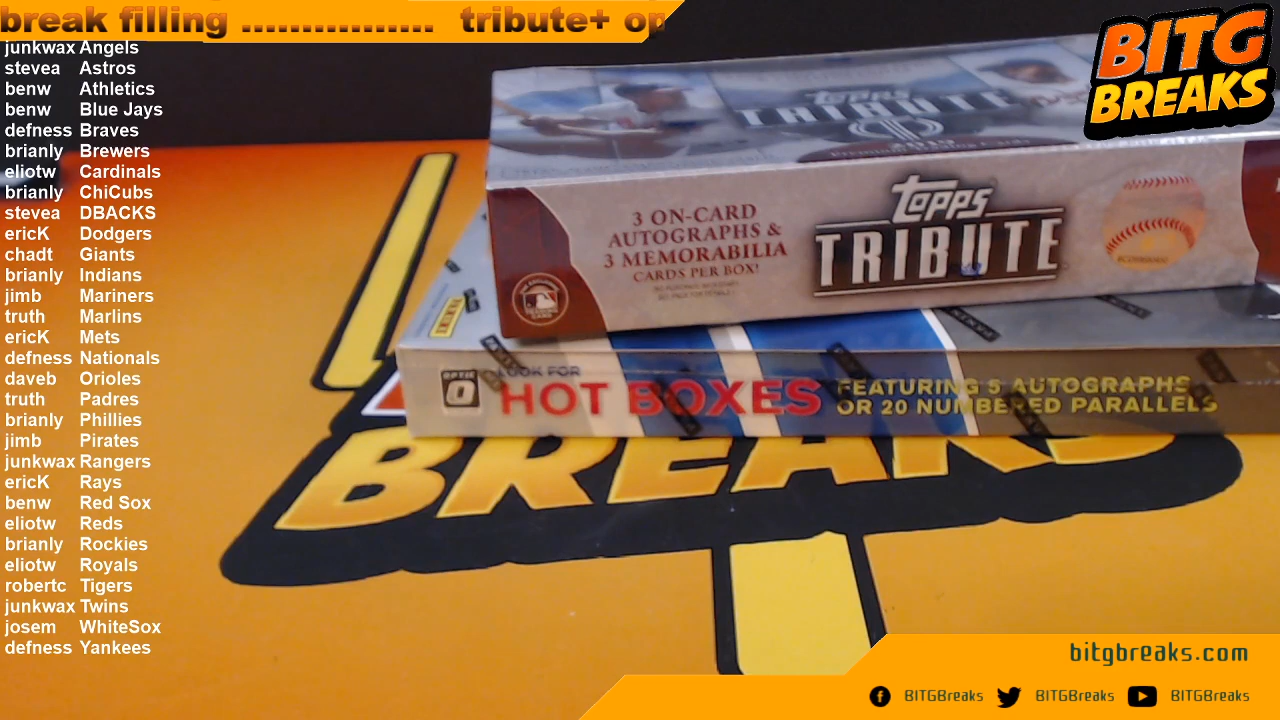 break filling ................ tribute+ op
junkwax Angels
stevea Astros
benw Athletics
benw Blue Jays
defness Braves
brianly Brewers
eliotw Cardinals
brianly ChiCubs
stevea DBACKS
ericK Dodgers
chadt Giants
brianly Indians
jimb Mariners
truth Marlins
ericK Mets
defness Nationals
daveb Orioles
truth Padres
brianly Phillies
jimb Pirates
junkwax Rangers
ericK Rays
benw Red Sox
eliotw Reds
brianly Rockies
eliotw Royals
robertc Tigers
junkwax Twins
josem WhiteSox
defness Yankees
BITG
BREAKS
Topps
TRIBUTE
2019
3 ON-CARD
AUTOGRAPHS &
3 MEMORABILIA
CARDS PER BOX!
Topps
TRIBUTE
OPTIC
LOOK FOR
HOT BOXES
FEATURING 5 AUTOGRAPHS
OR 20 NUMBERED PARALLELS
BREAKS
bitgbreaks.com
BITGBreaks
BITGBreaks
BITGBreaks